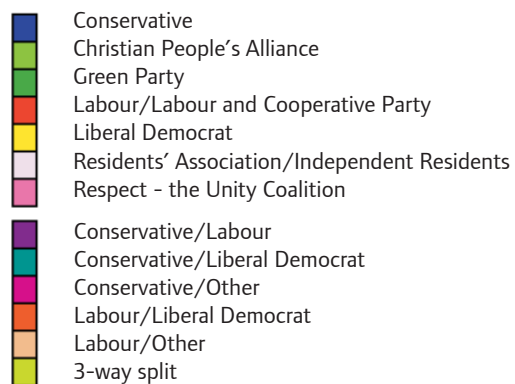 Conservative
Christian People's Alliance
Green Party
Labour/Labour and Cooperative Party
Liberal Democrat
Residents' Association/Independent Residents
Respect - the Unity Coalition
Conservative/Labour
Conservative/Liberal Democrat
Conservative/Other
Labour/Liberal Democrat
Labour/Other
3-way split